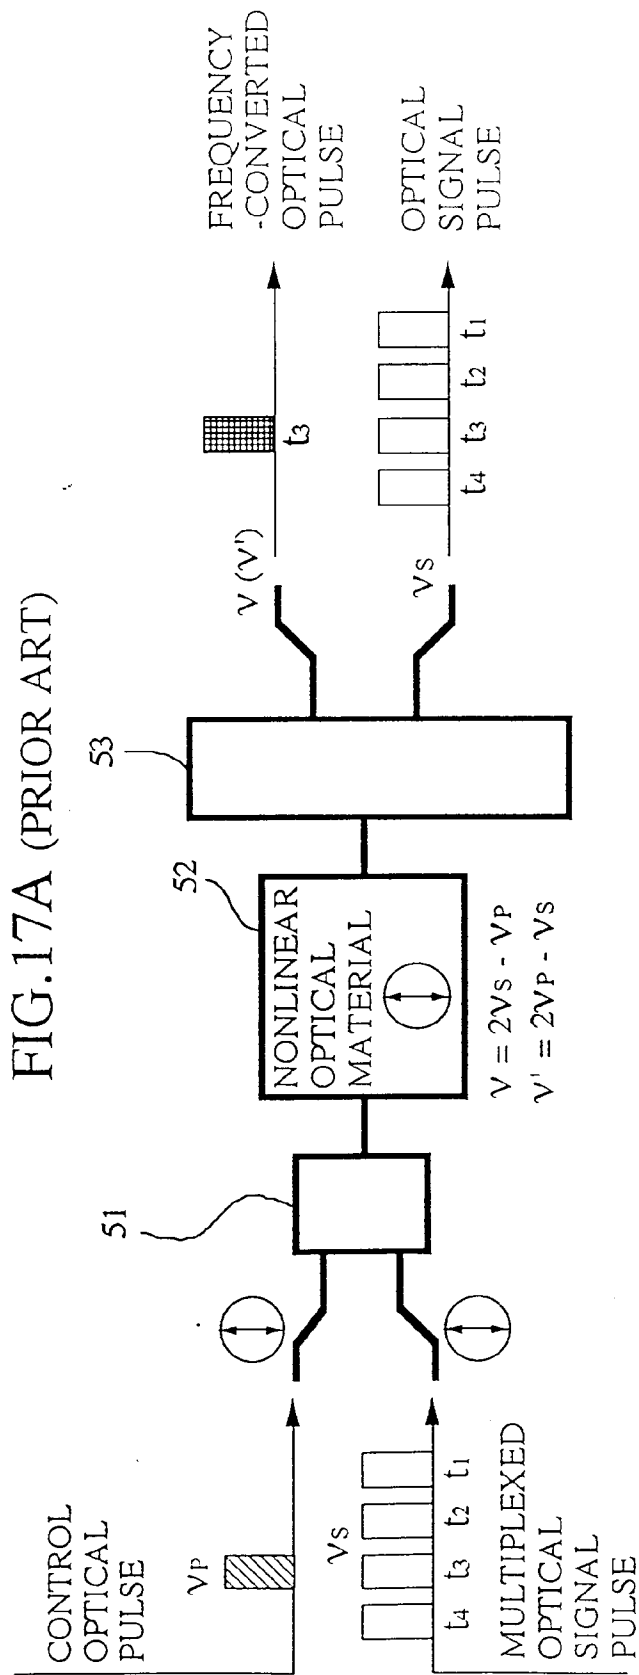 FIG.17A (PRIOR ART)
CONTROL
OPTICAL
PULSE
νP
νS
t4 t3 t2 t1
MULTIPLEXED
OPTICAL
SIGNAL
PULSE
51
52
NONLINEAR
OPTICAL
MATERIAL
ν = 2νS - νP
ν' = 2νP - νS
53
ν (ν')
t3
FREQUENCY
-CONVERTED
OPTICAL
PULSE
νS
t4 t3 t2 t1
OPTICAL
SIGNAL
PULSE